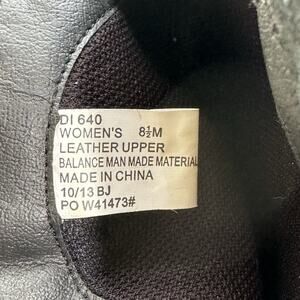 DI 640
WOMEN'S 8½M
LEATHER UPPER
BALANCE MAN MADE MATERIAL
MADE IN CHINA
10/13 BJ
PO W41473#